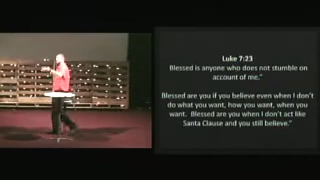 Luke 7:23
Blessed is anyone who does not stumble on
account of me."
Blessed are you if you believe even when I don't
do what you want, how you want, when you
want. Blessed are you when I don't act like
Santa Clause and you still believe."